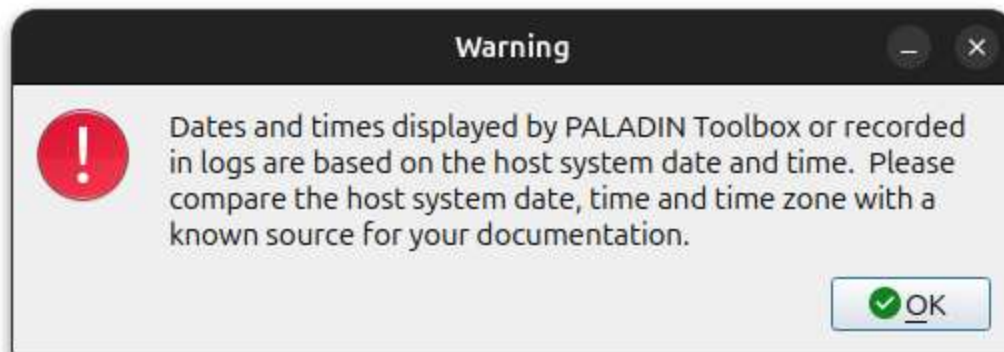 Warning
Dates and times displayed by PALADIN Toolbox or recorded
in logs are based on the host system date and time.  Please
compare the host system date, time and time zone with a
known source for your documentation.
OK